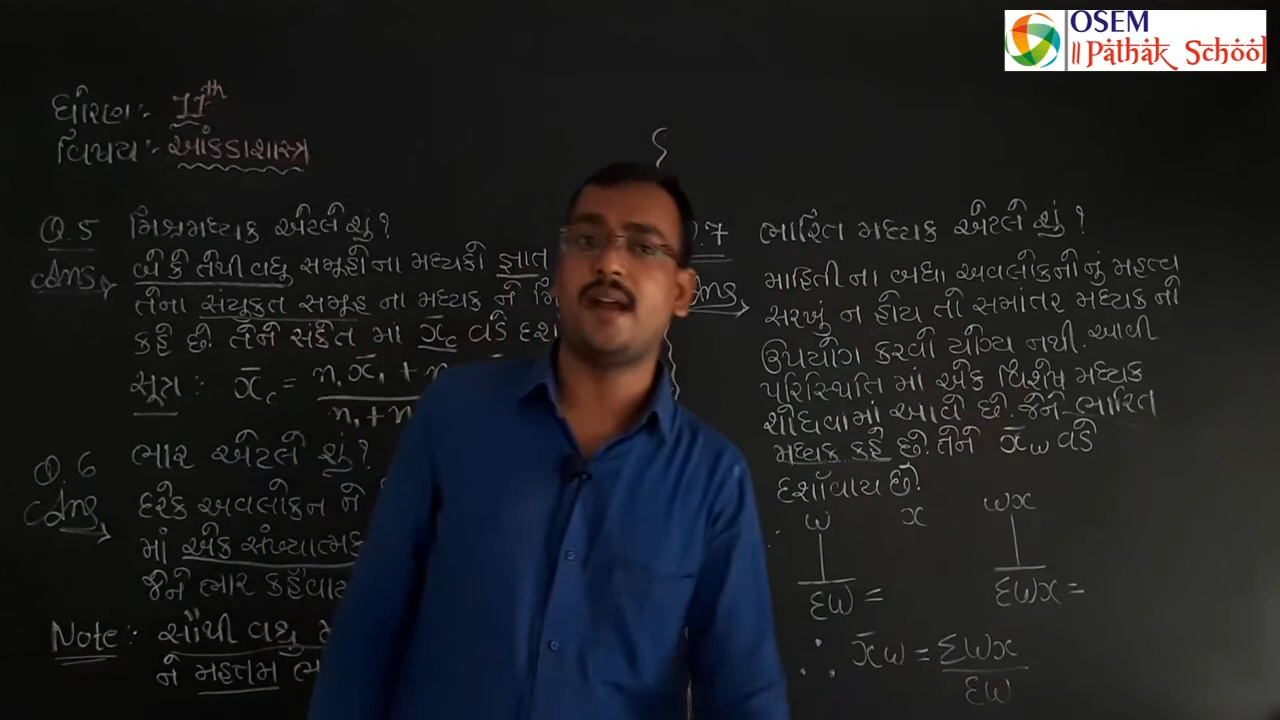 OSEM
|| Pathak School
ધોરણ:- 11th
વિષય:- આંકડાશાસ્ત્ર
Q.5 મિશ્રમધ્યક એટલે શું?
Ans બે કે તેથી વધુ સમૂહોના મધ્યકો જ્ઞાત
તેના સંયુકત સમૂહ ના મધ્યક ને
કહે છે. તેને સંકેત માં x̄c વડે
સૂત્ર: x̄c = n₁x̄₁ +
n₁ +
Q.6 ભાર એટલે શું?
Ans દરેક અવલોકન ને
માં એક સંખ્યાત્મક
જેને ભાર કહેવાય
Note:- સૌથી વધુ
ને મહત્તમ
.7 ભારિત મધ્યક એટલે શું?
Ans માહિતી ના બધા અવલોકનો નું મહત્વ
સરખું ન હોય તો સમાંતર મધ્યક નો
ઉપયોગ કરવો યોગ્ય નથી. આવી
પરિસ્થિતિ માં એક વિશેષ મધ્યક
શોધવામાં આવે છે. જેને ભારિત
મધ્યક કહે છે. તેને x̄w વડે
દર્શાવાય છે.
w x wx
Σw = Σwx =
∴ x̄w = Σwx
Σw